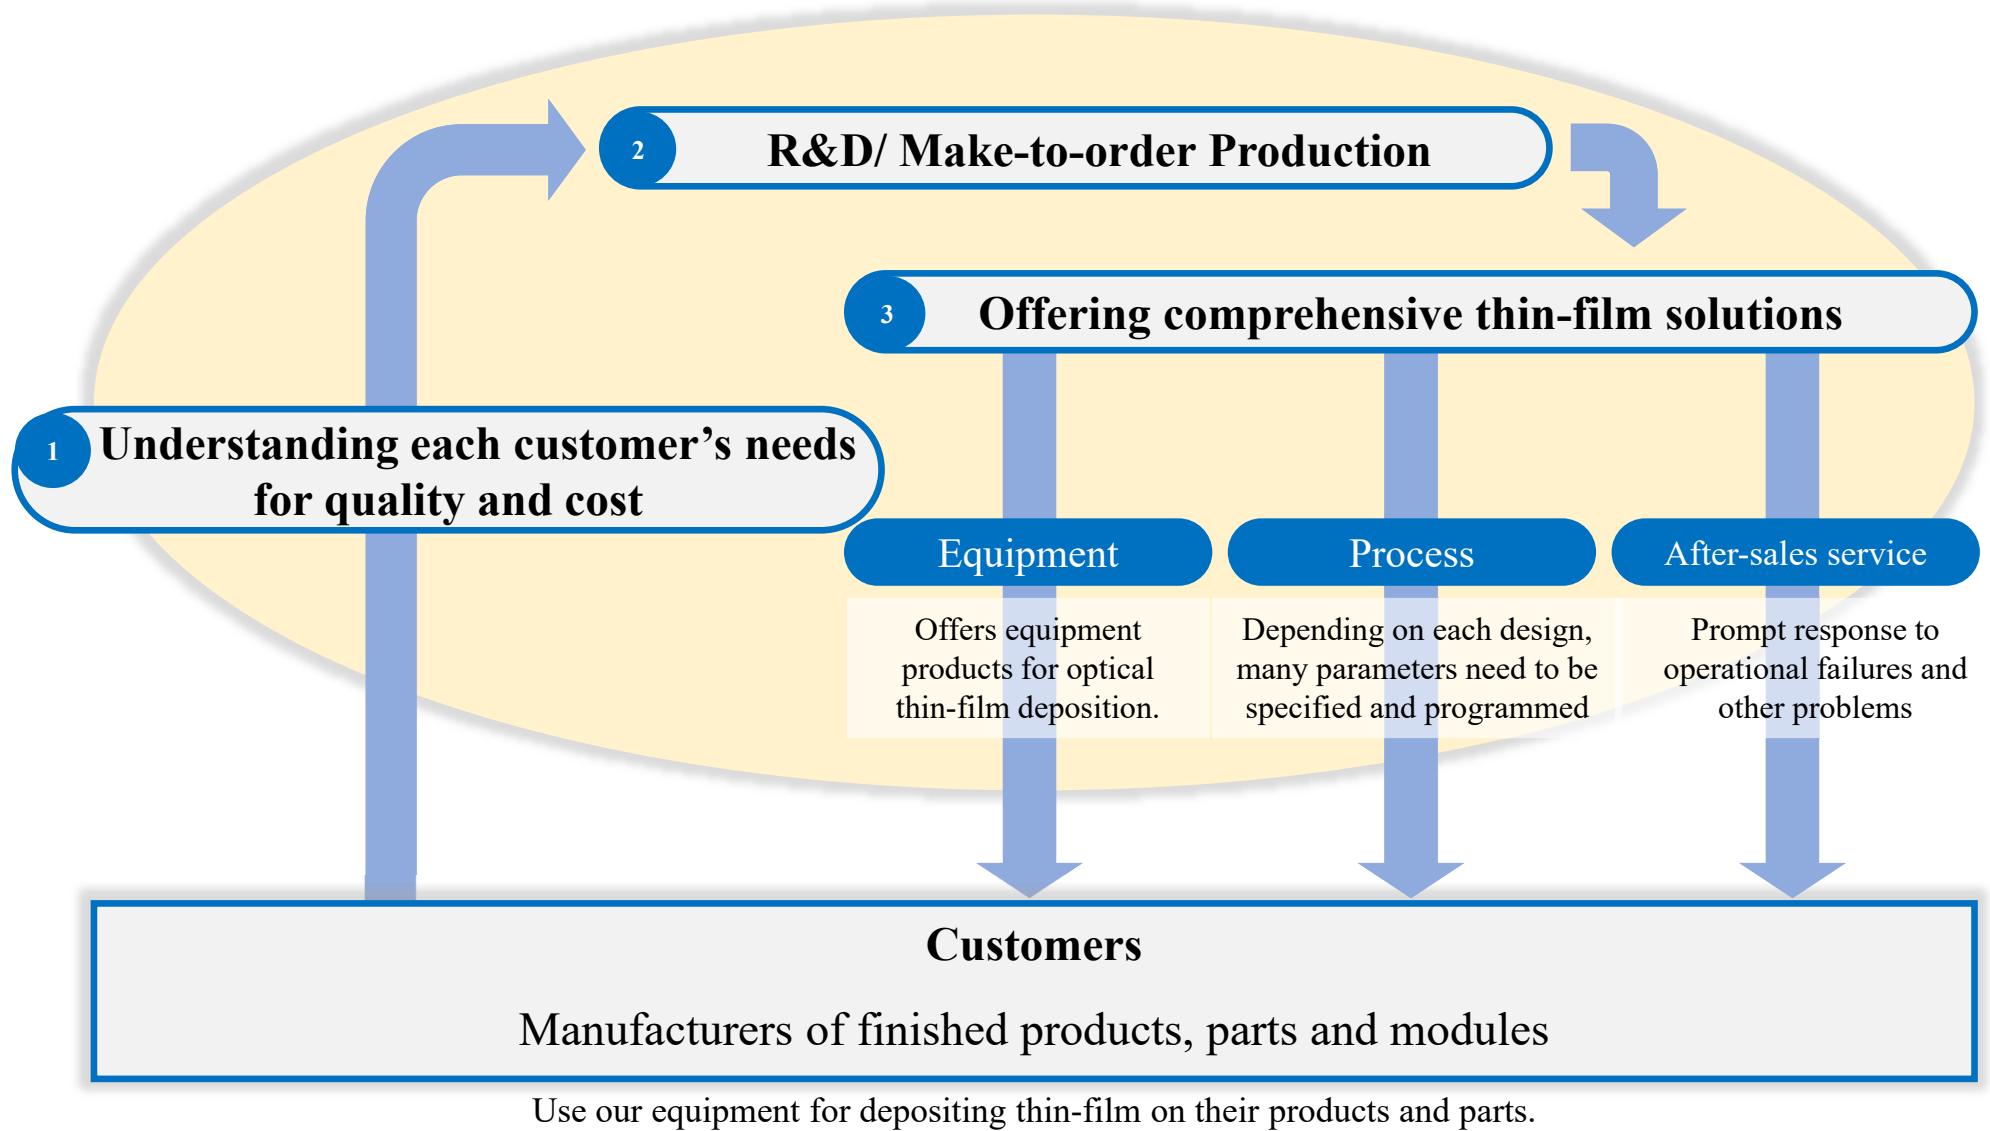 2
R&D/ Make-to-order Production
3
Offering comprehensive thin-film solutions
1
Understanding each customer’s needs
for quality and cost
Equipment
Offers equipment
products for optical
thin-film deposition.
Process
Depending on each design,
many parameters need to be
specified and programmed
After-sales service
Prompt response to
operational failures and
other problems
Customers
Manufacturers of finished products, parts and modules
Use our equipment for depositing thin-film on their products and parts.